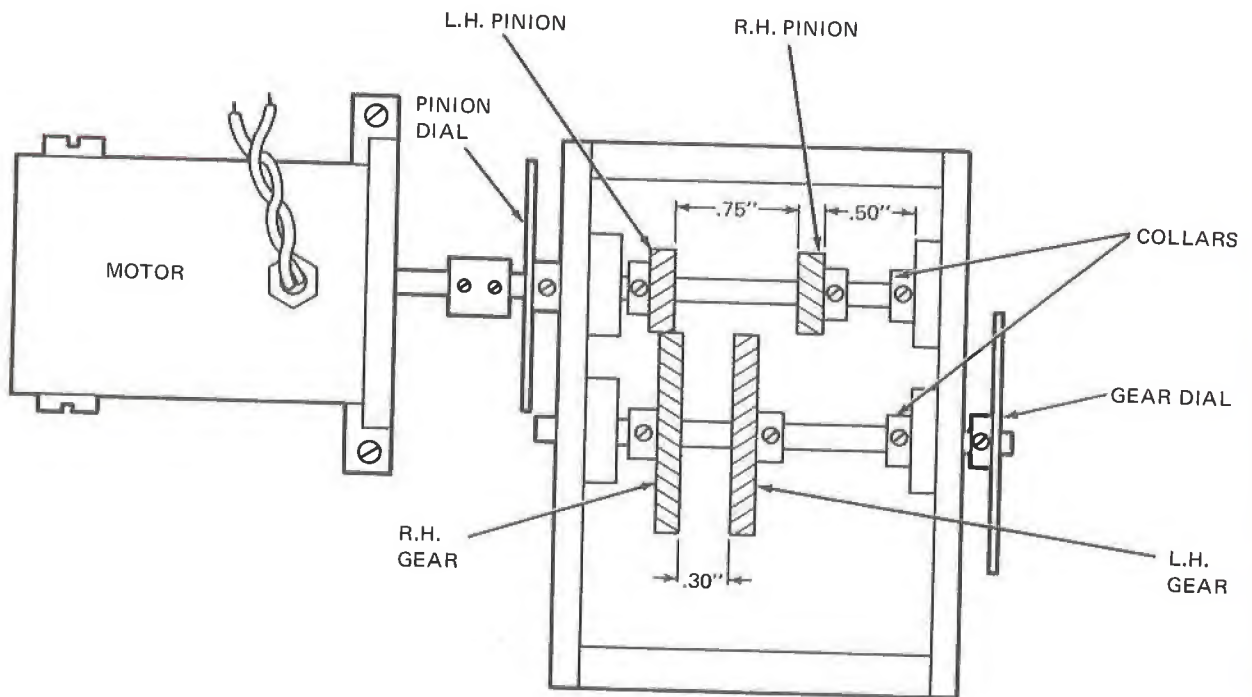 L.H. PINION
R.H. PINION
PINION
DIAL
.75"
.50"
MOTOR
COLLARS
GEAR DIAL
R.H.
GEAR
.30"
L.H.
GEAR